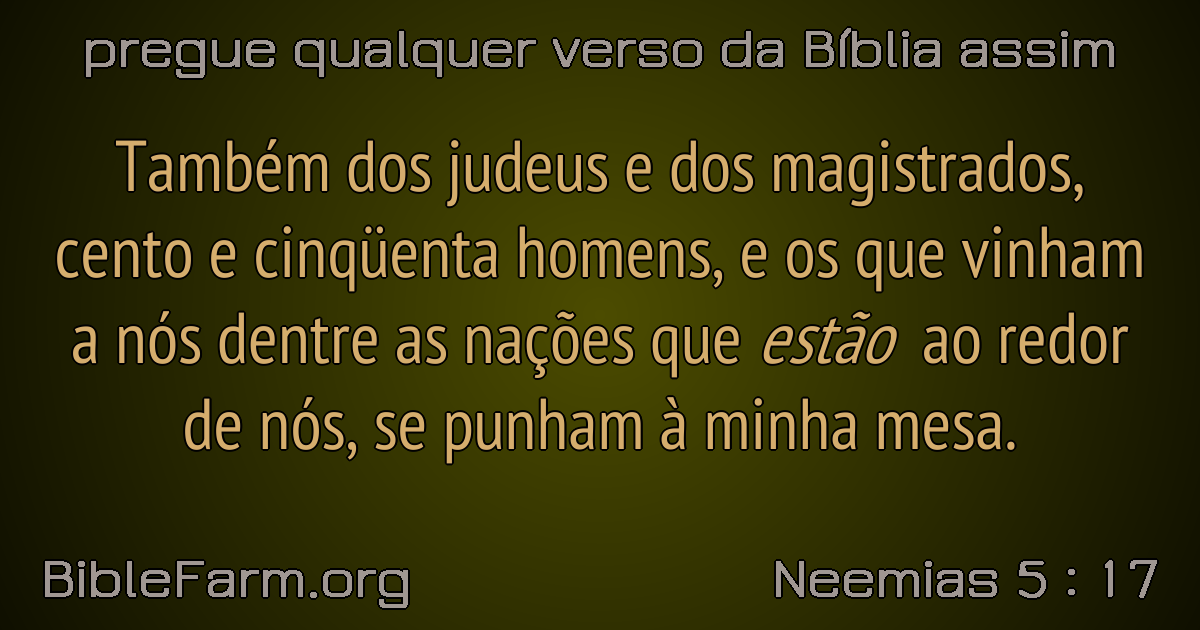 pregue qualquer verso da Bíblia assim
Também dos judeus e dos magistrados,
cento e cinqüenta homens, e os que vinham
a nós dentre as nações que estão ao redor
de nós, se punham à minha mesa.
BibleFarm.org
Neemias 5 : 17